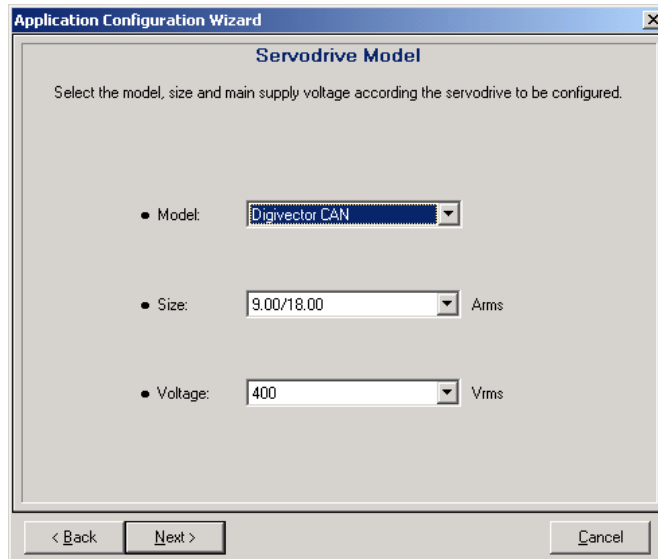 Application Configuration Wizard
Servodrive Model
Select the model, size and main supply voltage according the servodrive to be configured.
• Model: Digivector CAN
• Size: 9.00/18.00 Arms
• Voltage: 400 Vrms
< Back Next > Cancel